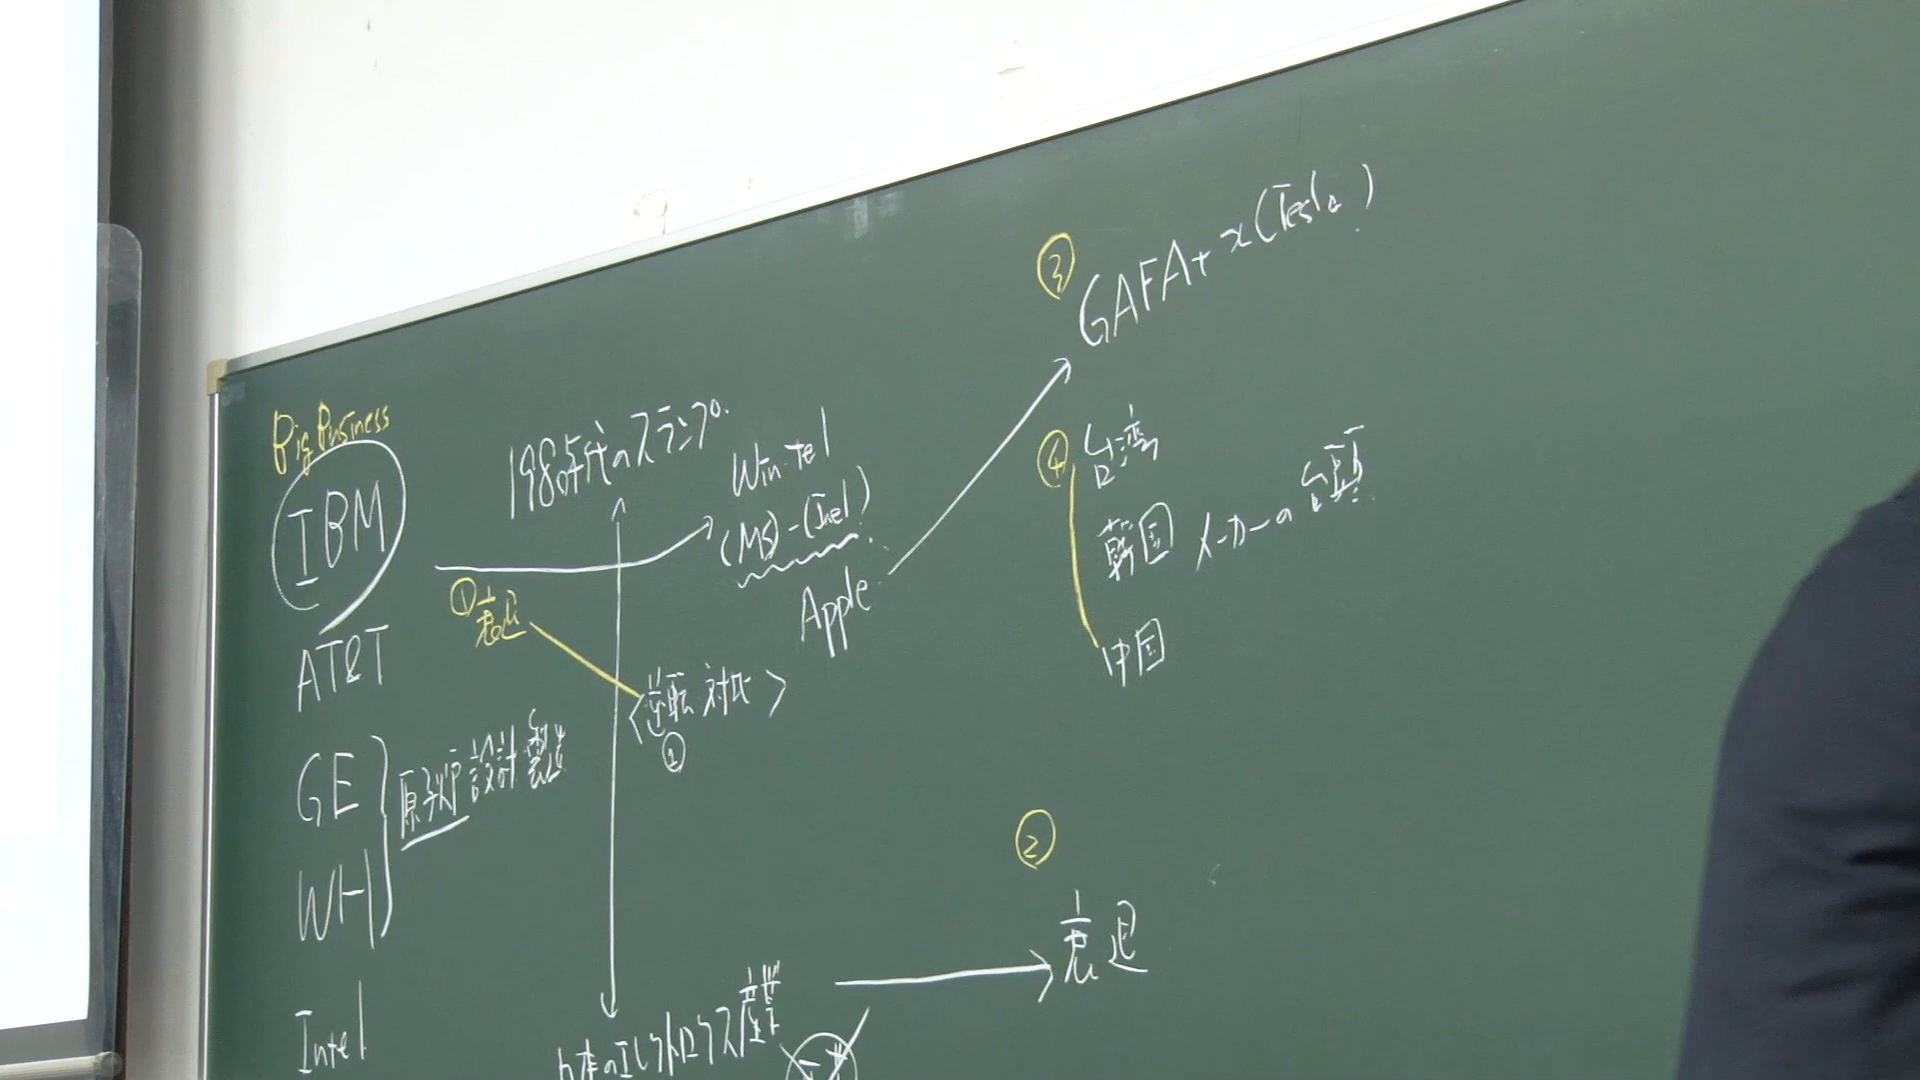 Big Business
IBM
AT&T
GE
WH
原子炉設計製造
Intel
1980年代のスランプ
①衰退
Wintel
(MS)-(Intel)
Apple
<逆転 対比>
②
③
GAFA+x(Tesla)
④
台湾
韓国 メーカーの台頭
中国
②
衰退
日本のエレクトロニクス産業